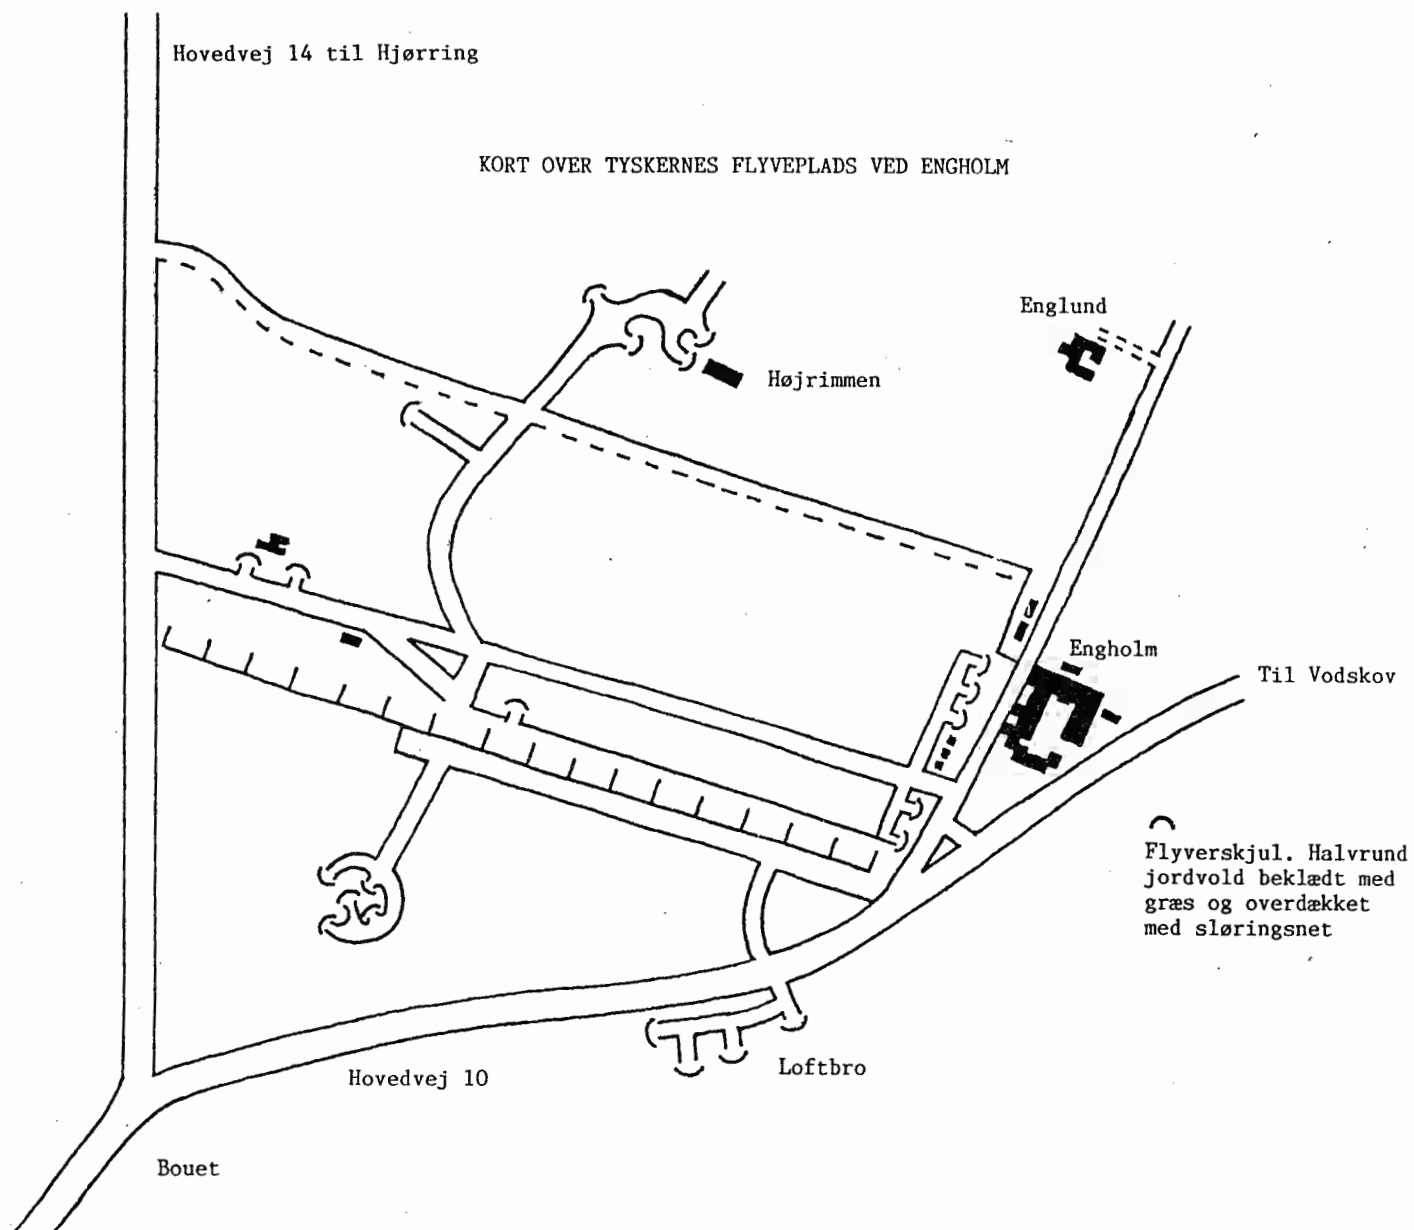 Hovedvej 14 til Hjørring
KORT OVER TYSKERNES FLYVEPLADS VED ENGHOLM
Englund
Højrimmen
Engholm
Til Vodskov
Flyverskjul. Halvrund
jordvold beklædt med
græs og overdækket
med sløringsnet
Loftbro
Hovedvej 10
Bouet